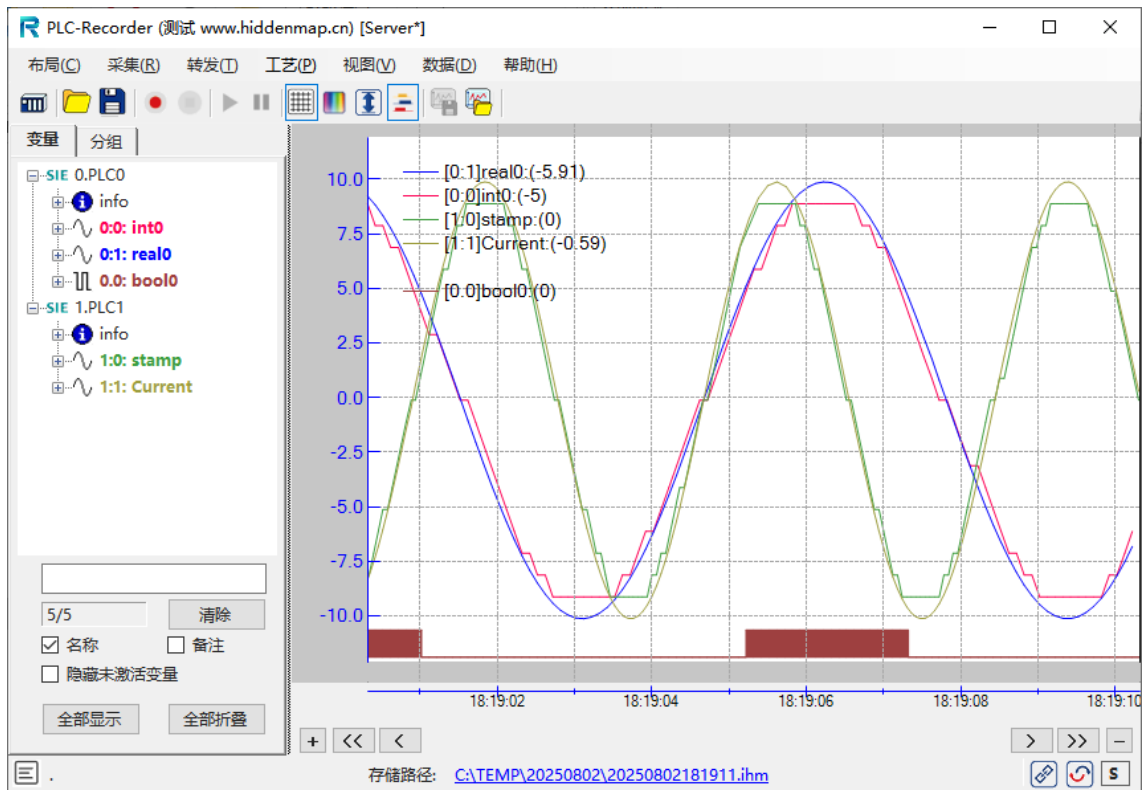 PLC-Recorder (测试 www.hiddenmap.cn) [Server*]
布局(C) 采集(R) 转发(T) 工艺(P) 视图(V) 数据(D) 帮助(H)
变量 分组
SIE 0.PLC0
info
0:0: int0
0:1: real0
0.0: bool0
SIE 1.PLC1
info
1:0: stamp
1:1: Current
5/5 清除
名称 备注
隐藏未激活变量
全部显示 全部折叠
[0:1]real0:(-5.91)
[0:0]int0:(-5)
[1:0]stamp:(0)
[1:1]Current:(-0.59)
[0.0]bool0:(0)
10.0
7.5
5.0
2.5
0.0
-2.5
-5.0
-7.5
-10.0
18:19:02 18:19:04 18:19:06 18:19:08 18:19:10
+ << < > >> −
. 存储路径: C:\TEMP\20250802\20250802181911.ihm S